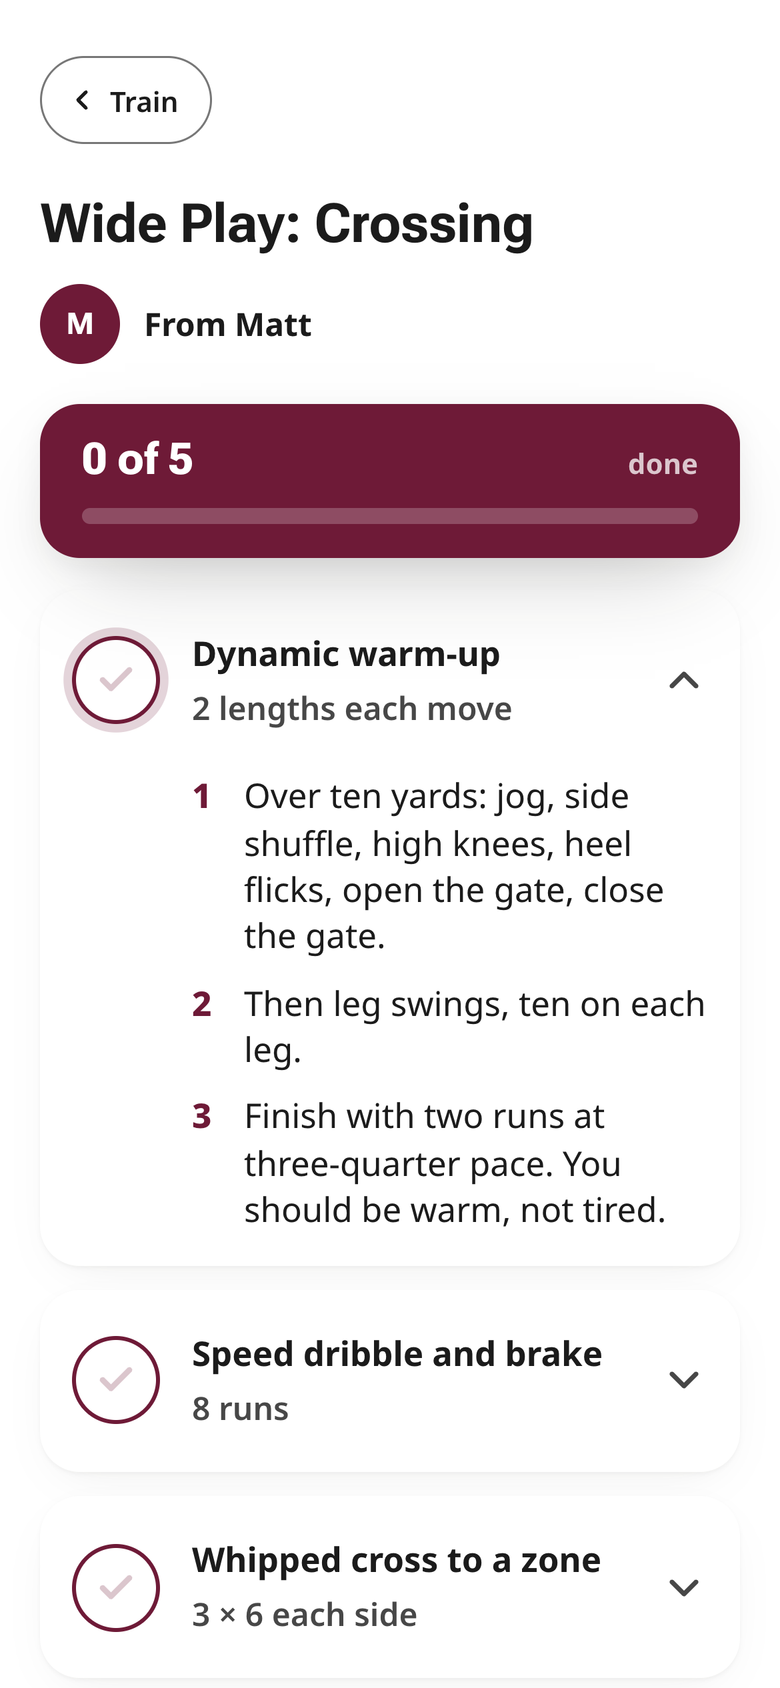 Train
Wide Play: Crossing
M
From Matt
0 of 5
done
Dynamic warm-up
2 lengths each move
1 Over ten yards: jog, side
shuffle, high knees, heel
flicks, open the gate, close
the gate.
2 Then leg swings, ten on each
leg.
3 Finish with two runs at
three-quarter pace. You
should be warm, not tired.
Speed dribble and brake
8 runs
Whipped cross to a zone
3 × 6 each side